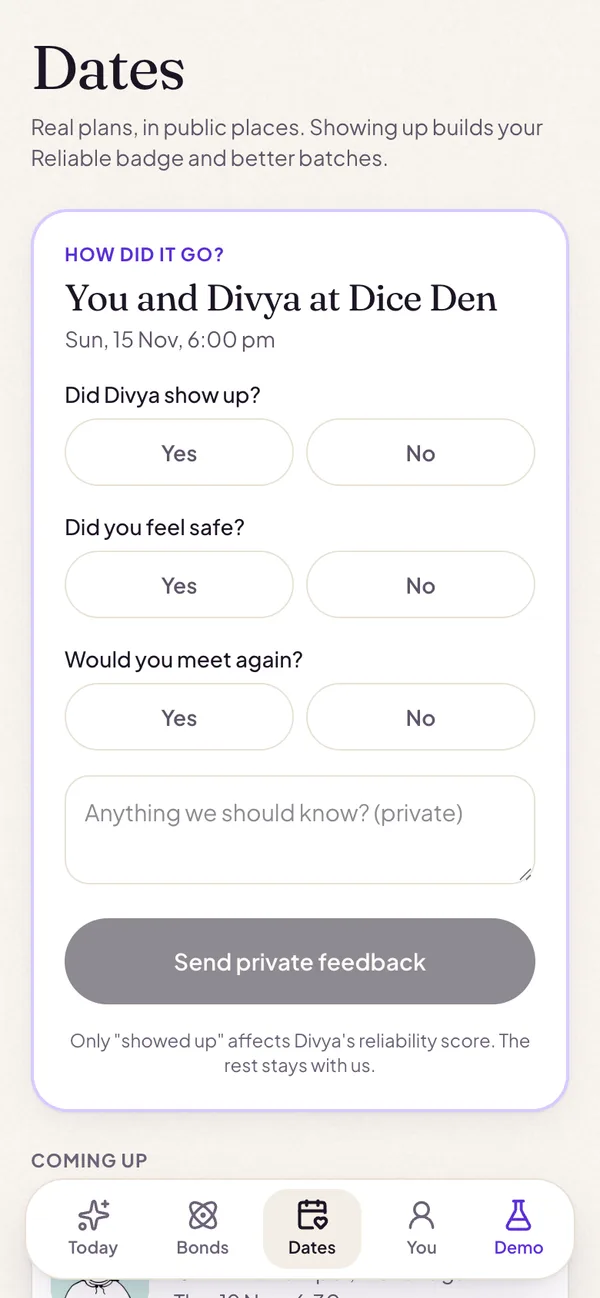 Dates
Real plans, in public places. Showing up builds your
Reliable badge and better batches.
HOW DID IT GO?
You and Divya at Dice Den
Sun, 15 Nov, 6:00 pm
Did Divya show up?
Yes No
Did you feel safe?
Yes No
Would you meet again?
Yes No
Anything we should know? (private)
Send private feedback
Only "showed up" affects Divya's reliability score. The
rest stays with us.
COMING UP
Today Bonds Dates You Demo